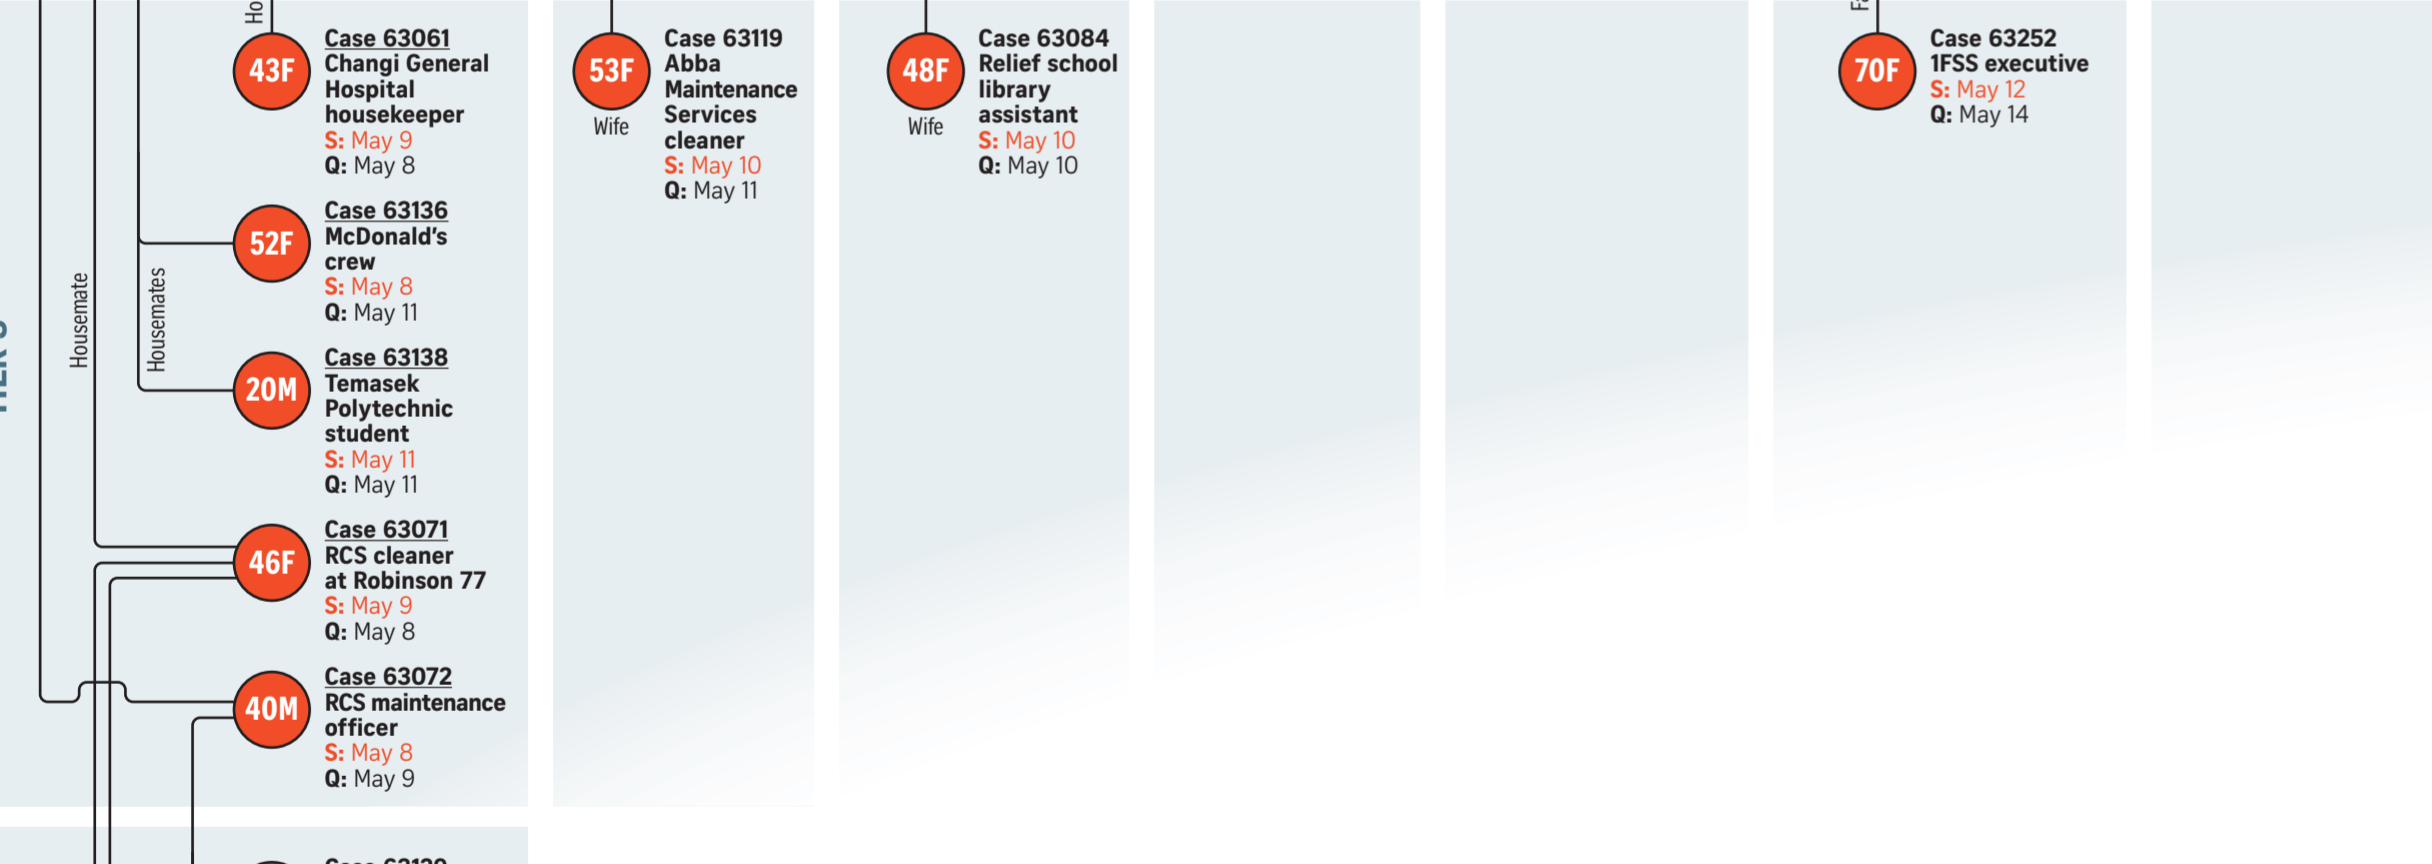 Ho
43F
Case 63061
Changi General
Hospital
housekeeper
S: May 9
Q: May 8
52F
Case 63136
McDonald's
crew
S: May 8
Q: May 11
Housemate
Housemates
20M
Case 63138
Temasek
Polytechnic
student
S: May 11
Q: May 11
46F
Case 63071
RCS cleaner
at Robinson 77
S: May 9
Q: May 8
40M
Case 63072
RCS maintenance
officer
S: May 8
Q: May 9
53F
Wife
Case 63119
Abba
Maintenance
Services
cleaner
S: May 10
Q: May 11
48F
Wife
Case 63084
Relief school
library
assistant
S: May 10
Q: May 10
70F
Case 63252
1FSS executive
S: May 12
Q: May 14